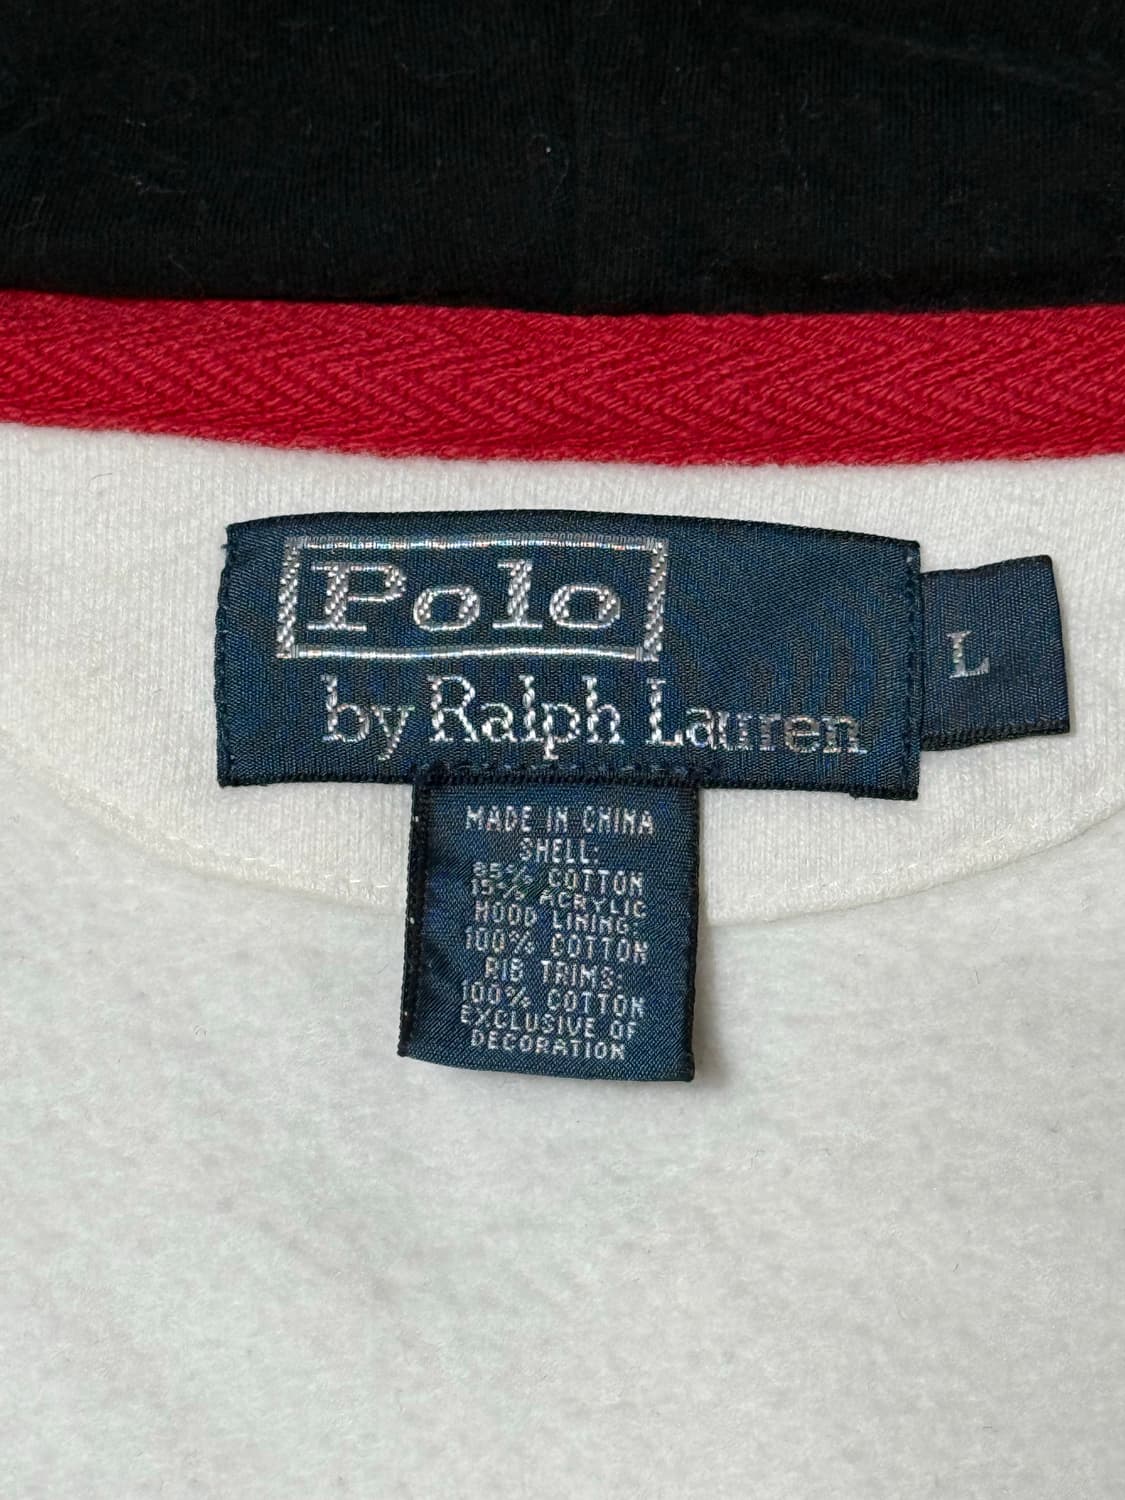 Polo
by Ralph Lauren
L
MADE IN CHINA
SHELL:
85% COTTON
15% ACRYLIC
HOOD LINING:
100% COTTON
RIB TRIMS:
100% COTTON
EXCLUSIVE OF
DECORATION